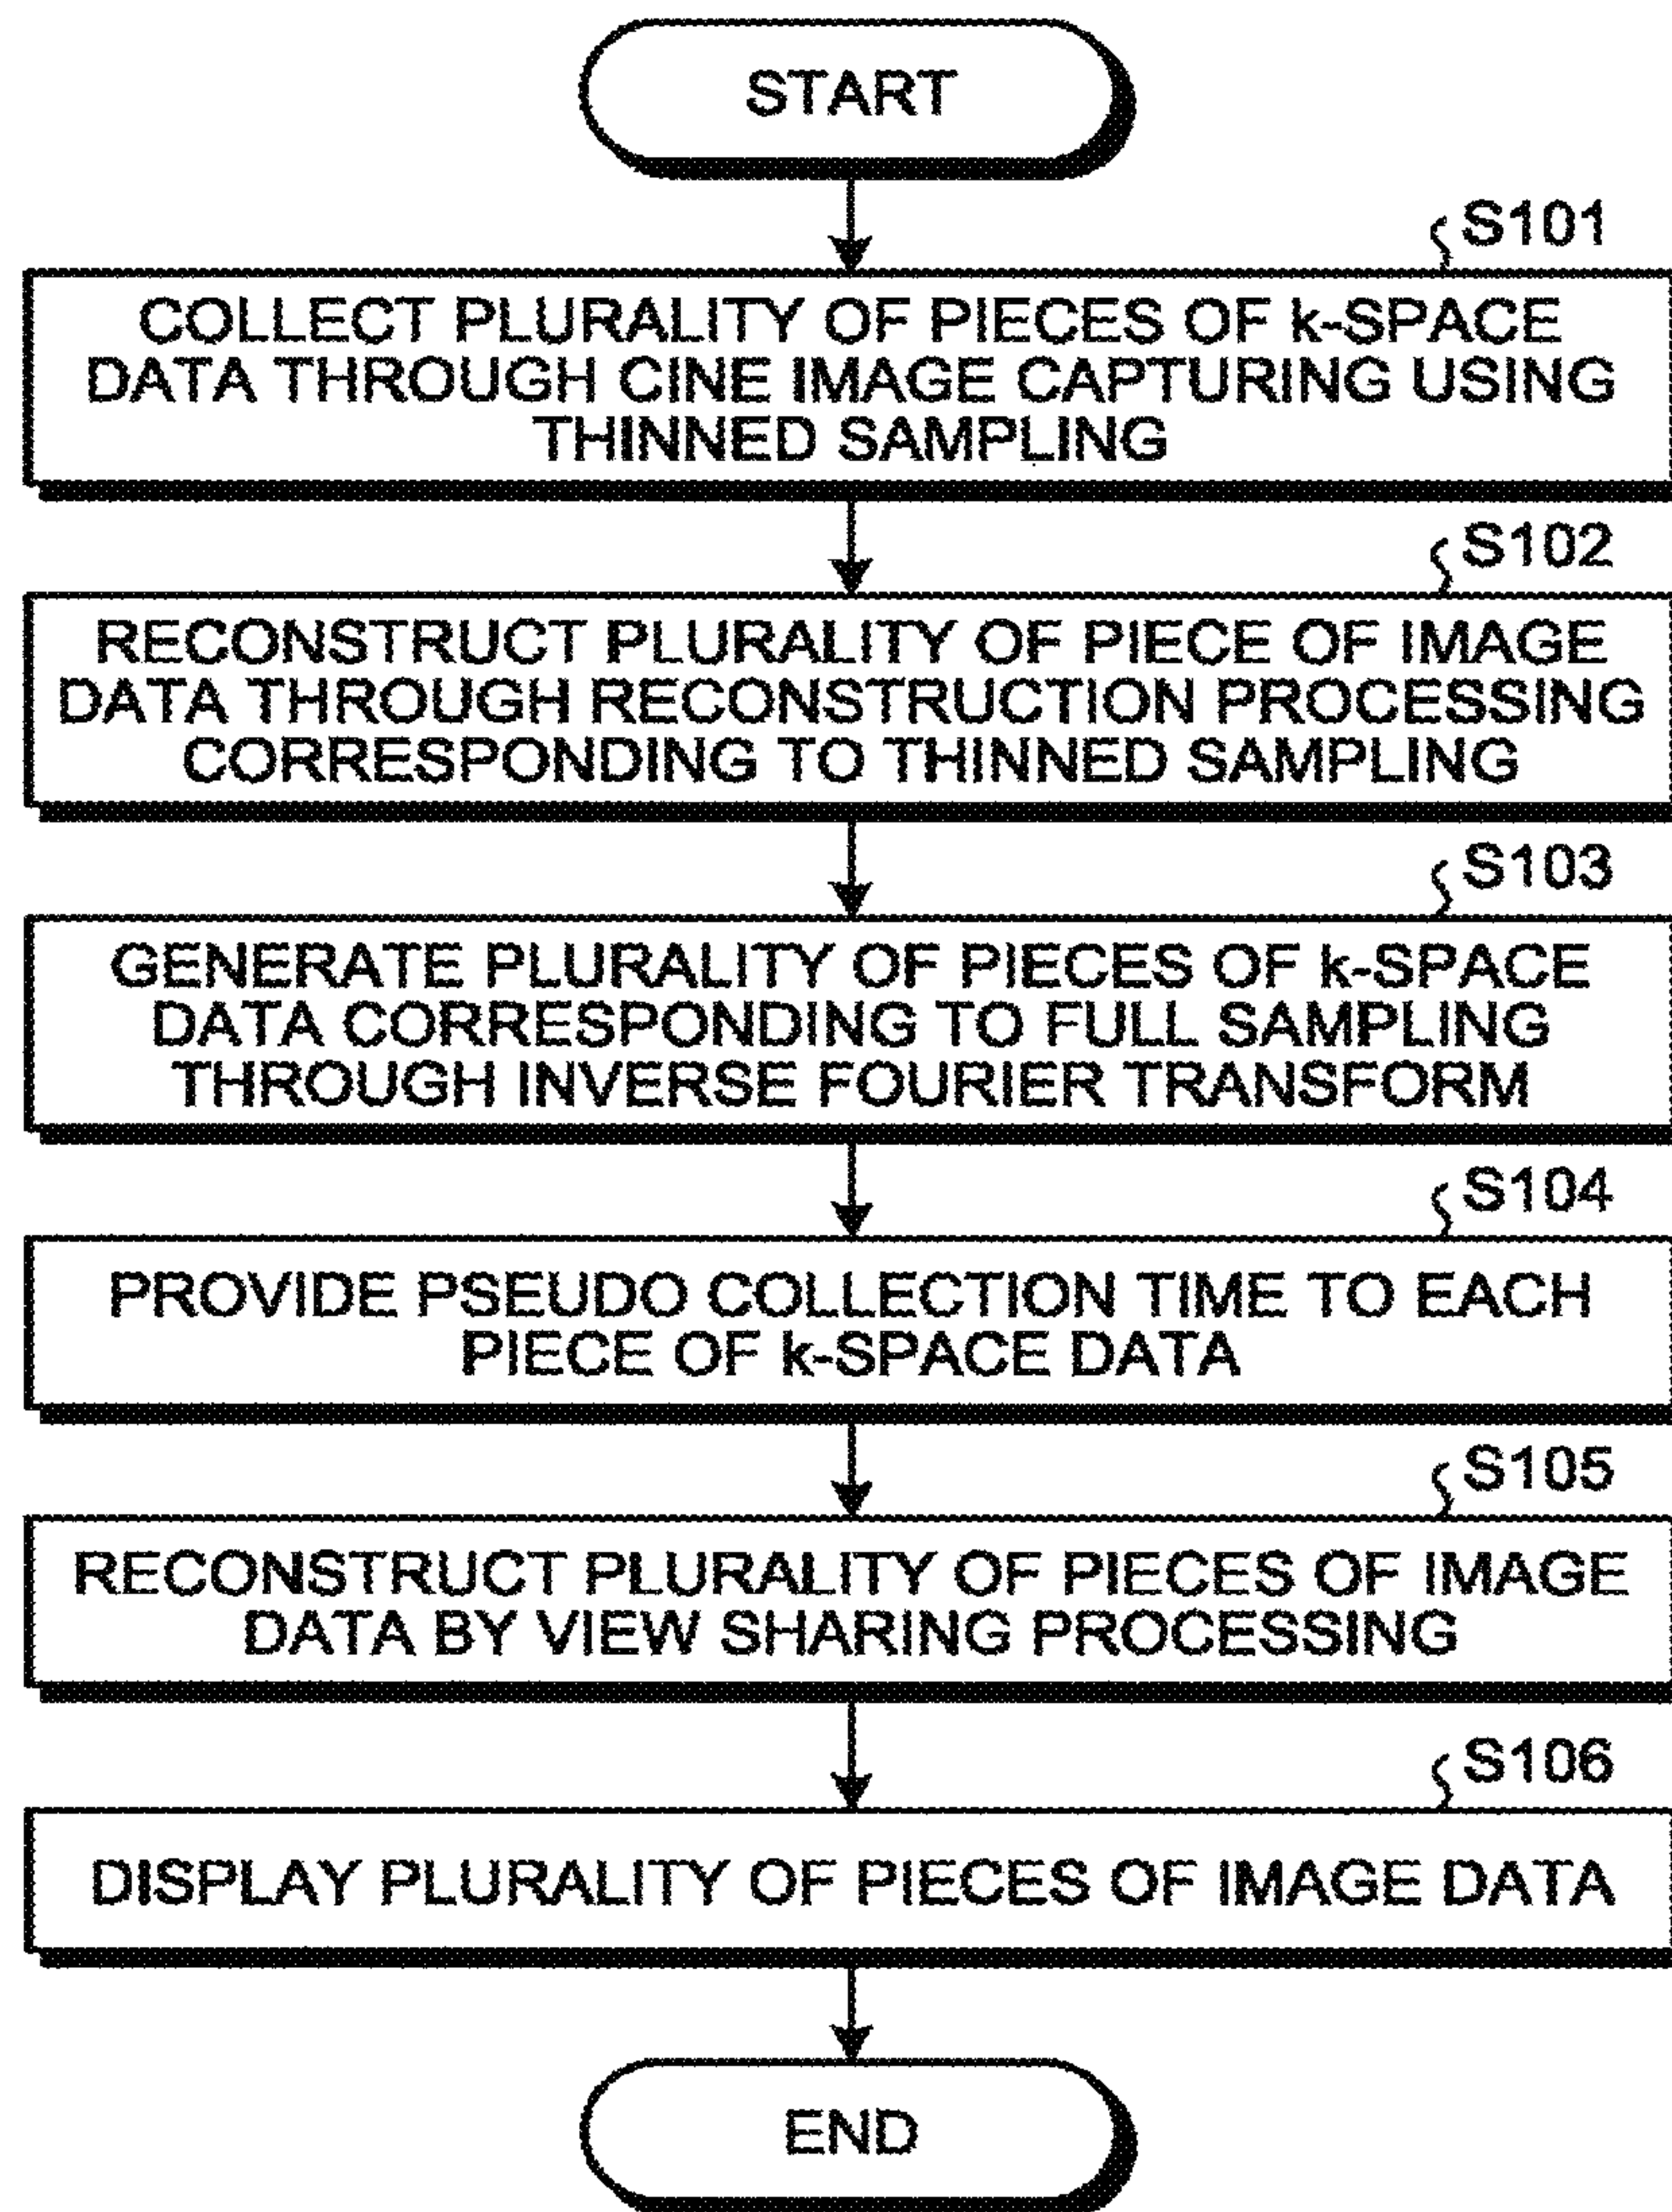 START
S101
COLLECT PLURALITY OF PIECES OF k-SPACE
DATA THROUGH CINE IMAGE CAPTURING USING
THINNED SAMPLING
S102
RECONSTRUCT PLURALITY OF PIECE OF IMAGE
DATA THROUGH RECONSTRUCTION PROCESSING
CORRESPONDING TO THINNED SAMPLING
S103
GENERATE PLURALITY OF PIECES OF k-SPACE
DATA CORRESPONDING TO FULL SAMPLING
THROUGH INVERSE FOURIER TRANSFORM
S104
PROVIDE PSEUDO COLLECTION TIME TO EACH
PIECE OF k-SPACE DATA
S105
RECONSTRUCT PLURALITY OF PIECES OF IMAGE
DATA BY VIEW SHARING PROCESSING
S106
DISPLAY PLURALITY OF PIECES OF IMAGE DATA
END